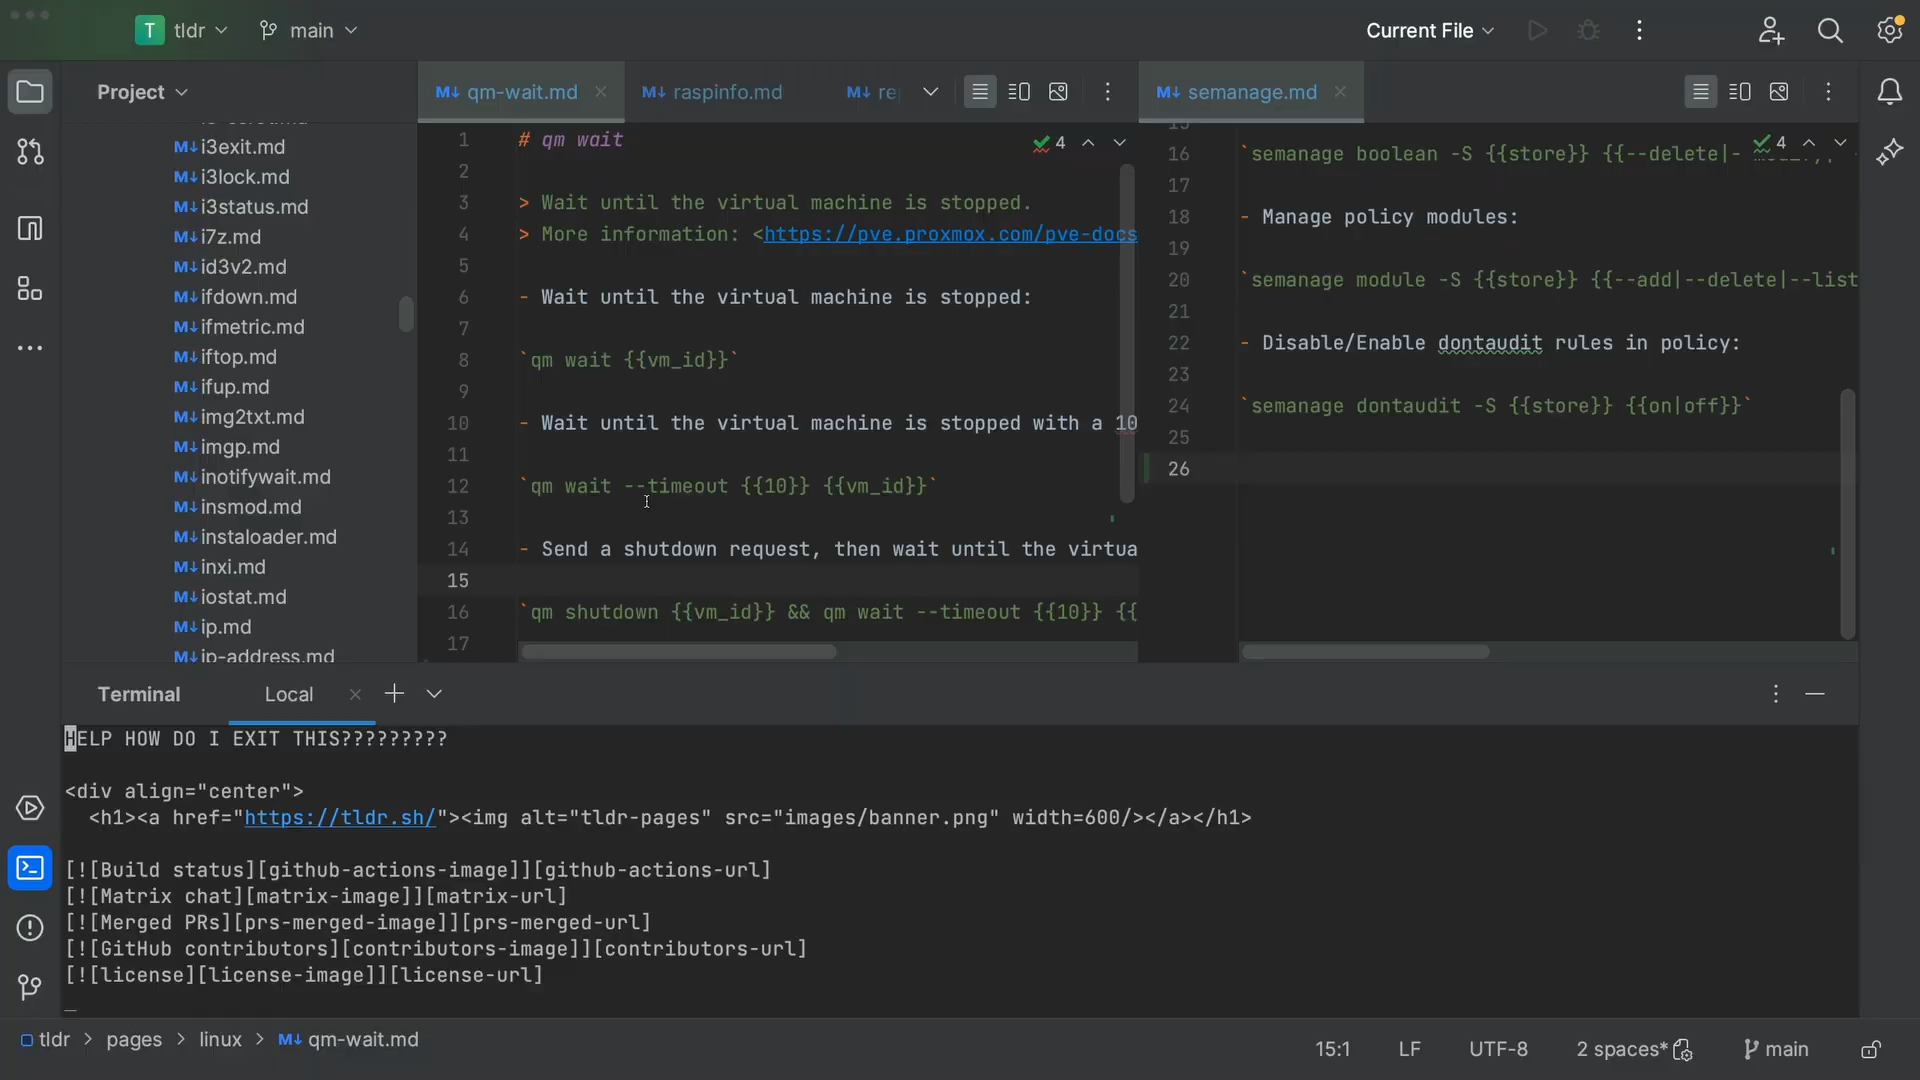 T tldr main Current File
Project
i3exit.md
i3lock.md
i3status.md
i7z.md
id3v2.md
ifdown.md
ifmetric.md
iftop.md
ifup.md
img2txt.md
imgp.md
inotifywait.md
insmod.md
instaloader.md
inxi.md
iostat.md
ip.md
ip-address.md
qm-wait.md raspinfo.md re
4
1 # qm wait
2
3 > Wait until the virtual machine is stopped.
4 > More information: <https://pve.proxmox.com/pve-docs
5
6 - Wait until the virtual machine is stopped:
7
8 `qm wait {{vm_id}}`
9
10 - Wait until the virtual machine is stopped with a 10
11
12 `qm wait --timeout {{10}} {{vm_id}}`
13
14 - Send a shutdown request, then wait until the virtua
15
16 `qm shutdown {{vm_id}} && qm wait --timeout {{10}} {{
17
semanage.md
4
15
16 `semanage boolean -S {{store}} {{--delete|-
17
18 - Manage policy modules:
19
20 `semanage module -S {{store}} {{--add|--delete|--list
21
22 - Disable/Enable dontaudit rules in policy:
23
24 `semanage dontaudit -S {{store}} {{on|off}}`
25
26
Terminal Local
HELP HOW DO I EXIT THIS?????????
<div align="center">
<h1><a href="https://tldr.sh/"><img alt="tldr-pages" src="images/banner.png" width=600/></a></h1>
[![Build status][github-actions-image]][github-actions-url]
[![Matrix chat][matrix-image]][matrix-url]
[![Merged PRs][prs-merged-image]][prs-merged-url]
[![GitHub contributors][contributors-image]][contributors-url]
[![license][license-image]][license-url]
tldr > pages > linux > qm-wait.md
15:1 LF UTF-8 2 spaces* main